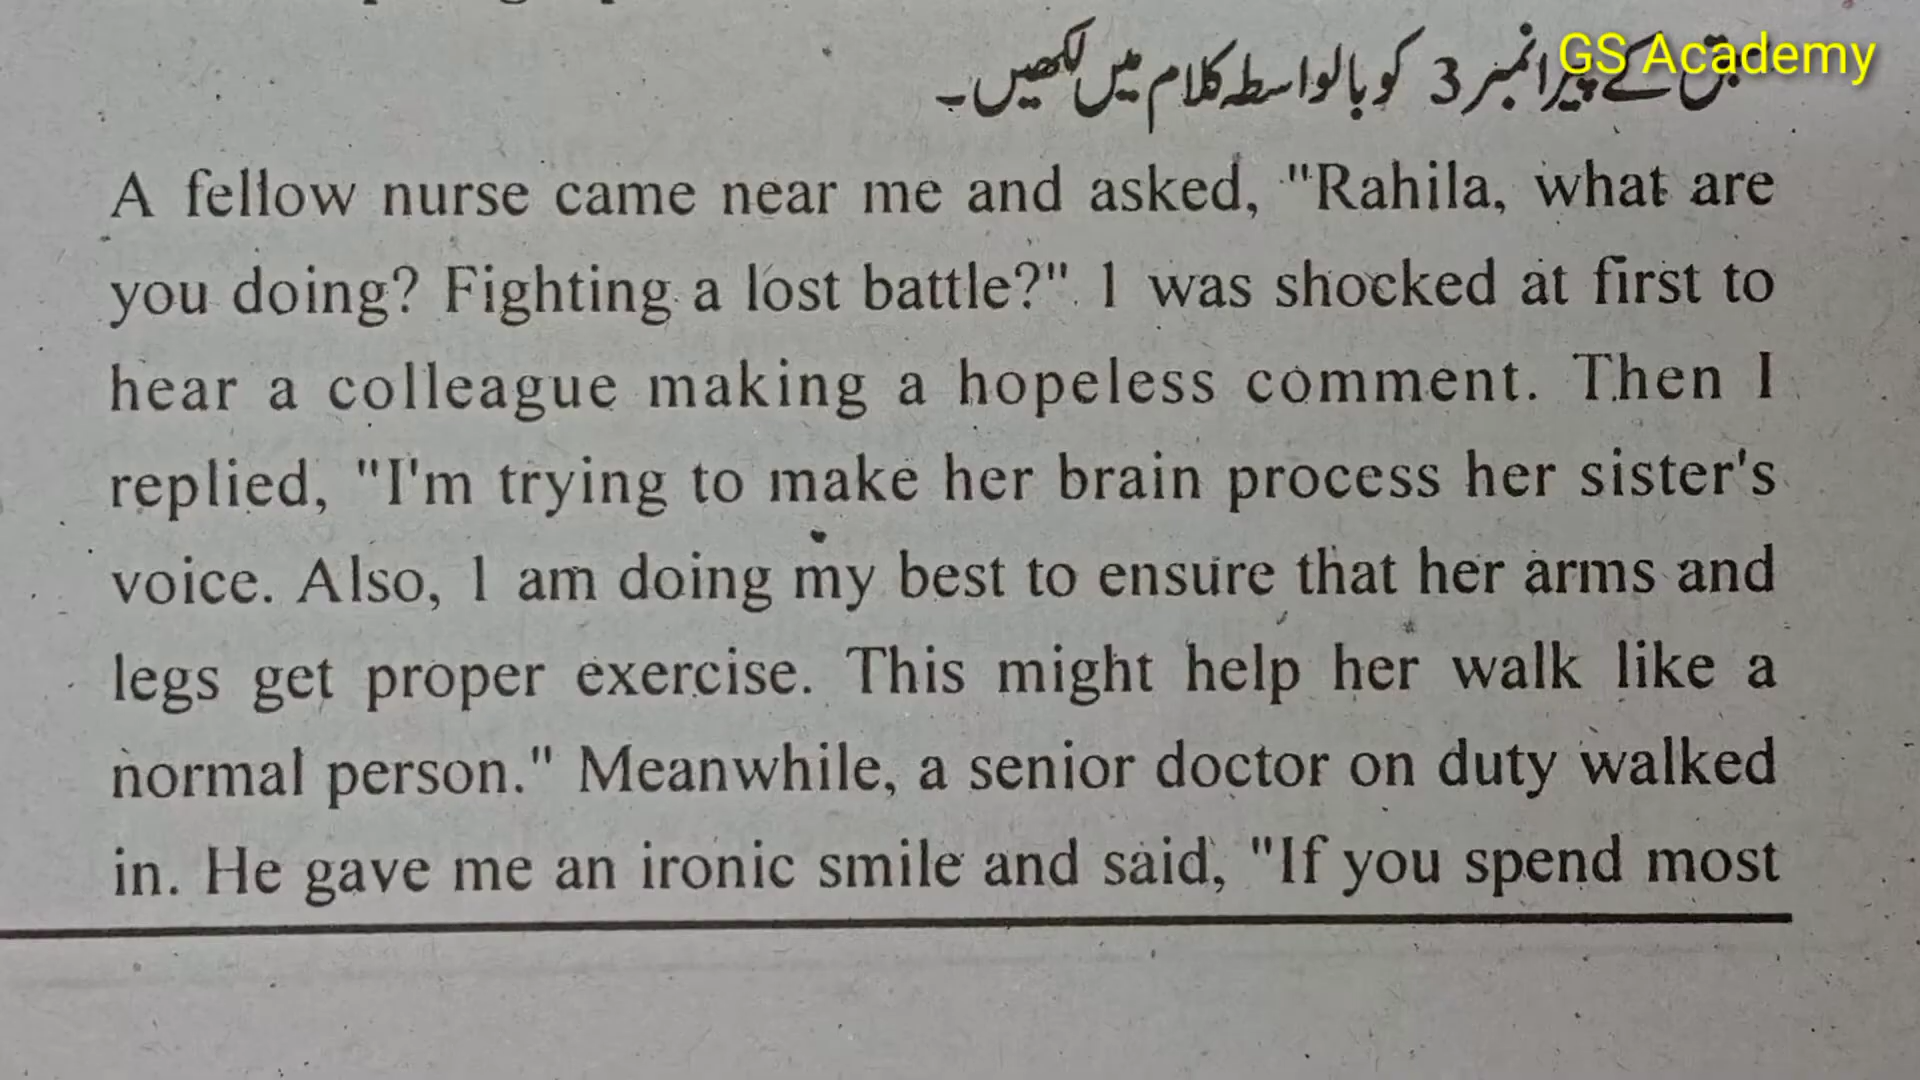 GS Academy
کے پیرا نمبر 3 کو بالواسطہ کلام میں لکھیں۔
A fellow nurse came near me and asked, "Rahila, what are
you doing? Fighting a lost battle?" I was shocked at first to
hear a colleague making a hopeless comment. Then I
replied, "I'm trying to make her brain process her sister's
voice. Also, I am doing my best to ensure that her arms and
legs get proper exercise. This might help her walk like a
normal person." Meanwhile, a senior doctor on duty walked
in. He gave me an ironic smile and said, "If you spend most